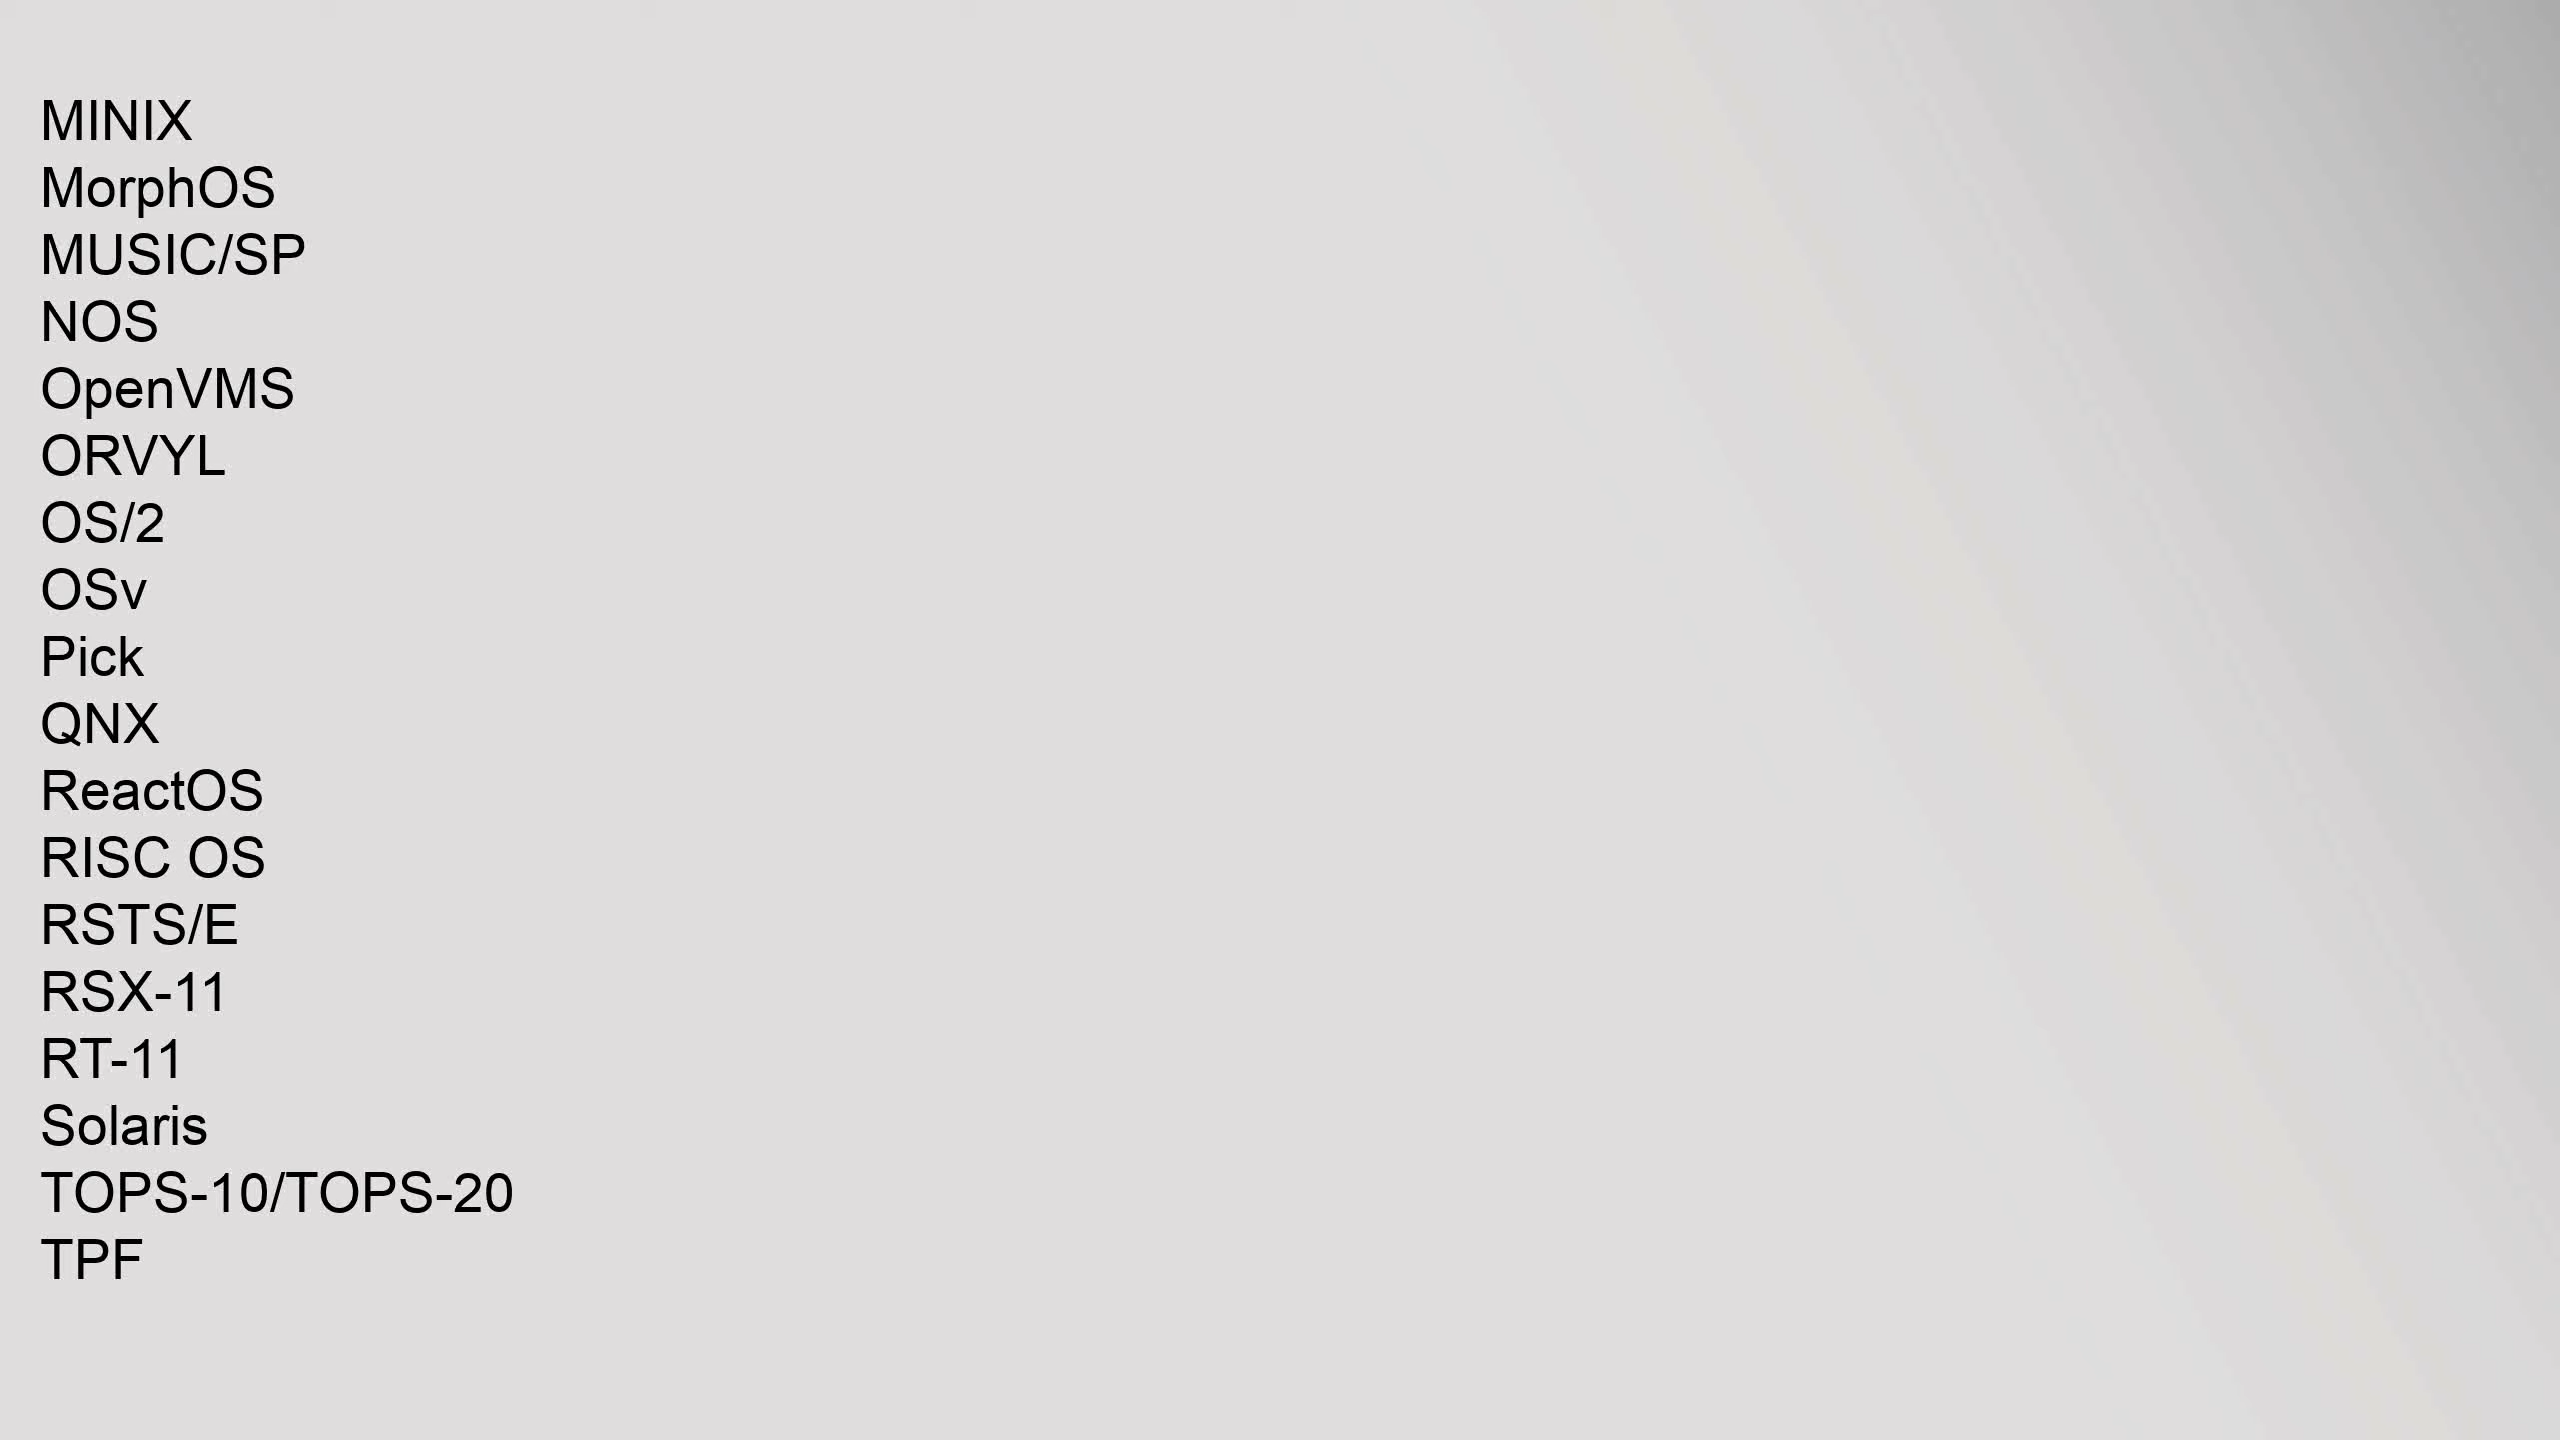 MINIX
MorphOS
MUSIC/SP
NOS
OpenVMS
ORVYL
OS/2
OSv
Pick
QNX
ReactOS
RISC OS
RSTS/E
RSX-11
RT-11
Solaris
TOPS-10/TOPS-20
TPF